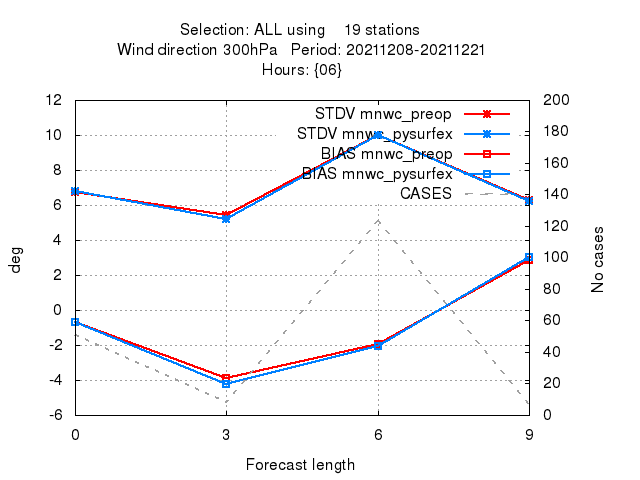 Selection: ALL using    19 stations
Wind direction 300hPa   Period: 20211208-20211221
Hours: {06}
STDV mnwc_preop
STDV mnwc_pysurfex
BIAS mnwc_preop
BIAS mnwc_pysurfex
CASES
12
10
8
6
4
2
0
-2
-4
-6
deg
200
180
160
140
120
100
80
60
40
20
0
No cases
0 3 6 9
Forecast length